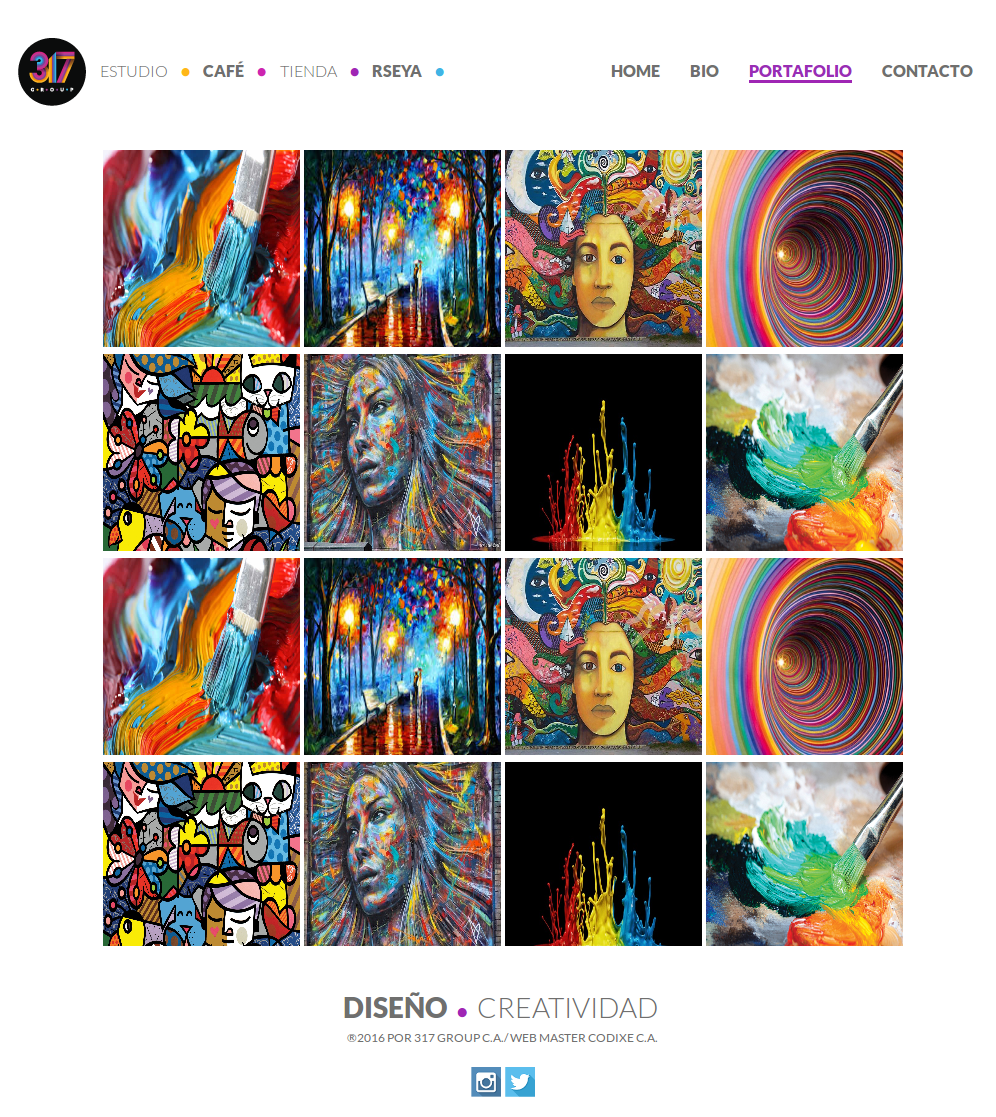 317
G·R·O·U·P
ESTUDIO • CAFÉ • TIENDA • RSEYA •
HOME BIO PORTAFOLIO CONTACTO
DISEÑO • CREATIVIDAD
®2016 POR 317 GROUP C.A./ WEB MASTER CODIXE C.A.